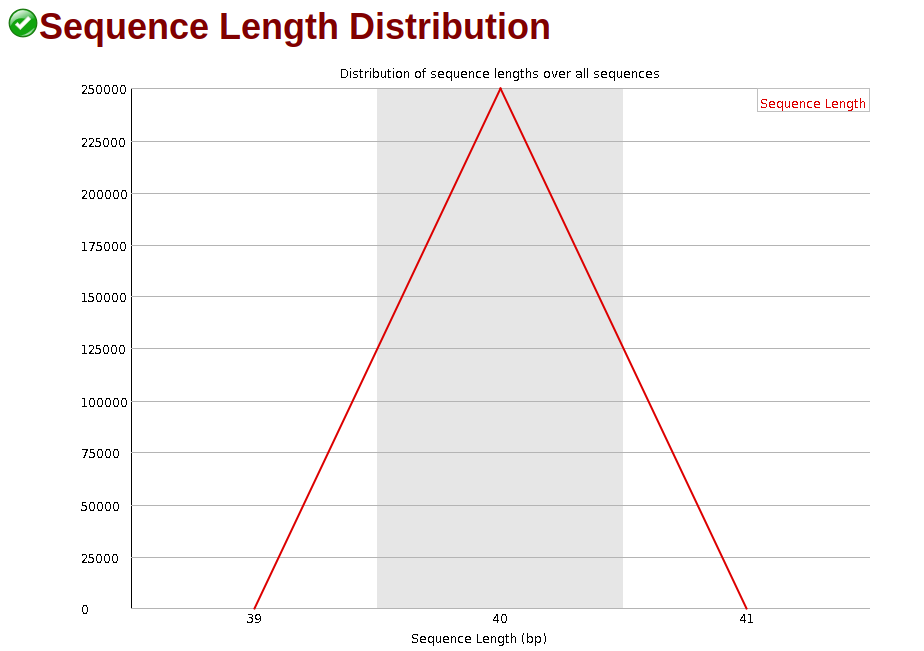 Sequence Length Distribution
Distribution of sequence lengths over all sequences
Sequence Length
250000
225000
200000
175000
150000
125000
100000
75000
50000
25000
0
39 40 41
Sequence Length (bp)